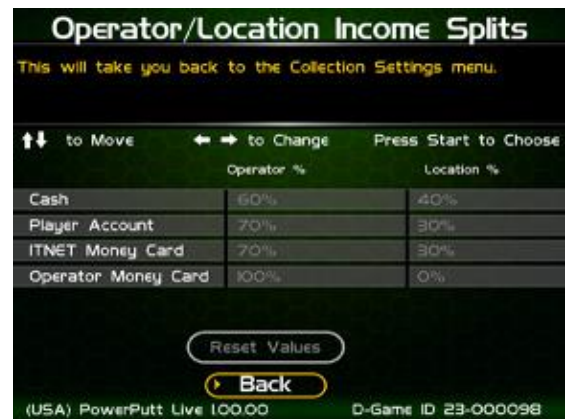 Operator/Location Income Splits
This will take you back to the Collection Settings menu.
to Move to Change Press Start to Choose
Operator % Location %
Cash 60% 40%
Player Account 70% 30%
ITNET Money Card 70% 30%
Operator Money Card 100% 0%
Reset Values
Back
(USA) PowerPutt Live 1.00.00 D-Game ID 23-000098